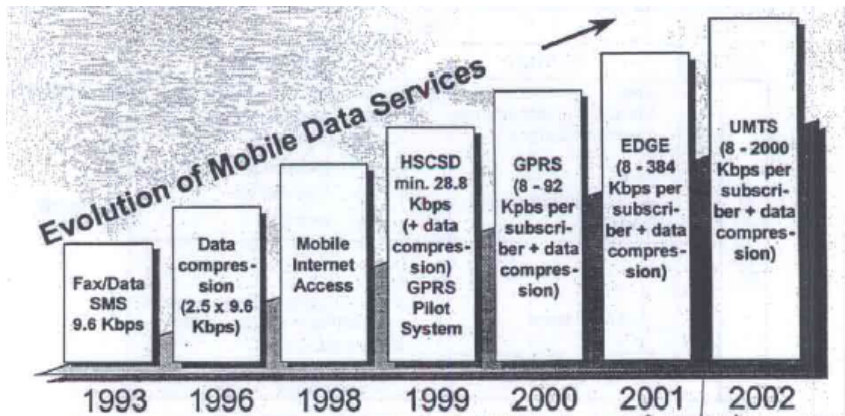 Evolution of Mobile Data Services
Fax/Data
SMS
9.6 Kbps
Data
compres-
sion
(2.5 x 9.6
Kbps)
Mobile
Internet
Access
HSCSD
min. 28.8
Kbps
(+ data
compres-
sion)
GPRS
Pilot
System
GPRS
(8 - 92
Kpbs per
subscri-
ber + data
compres-
sion)
EDGE
(8 - 384
Kbps per
subscri-
ber + data
compres-
sion)
UMTS
(8 - 2000
Kbps per
subscri-
ber + data
compres-
sion)
1993 1996 1998 1999 2000 2001 2002